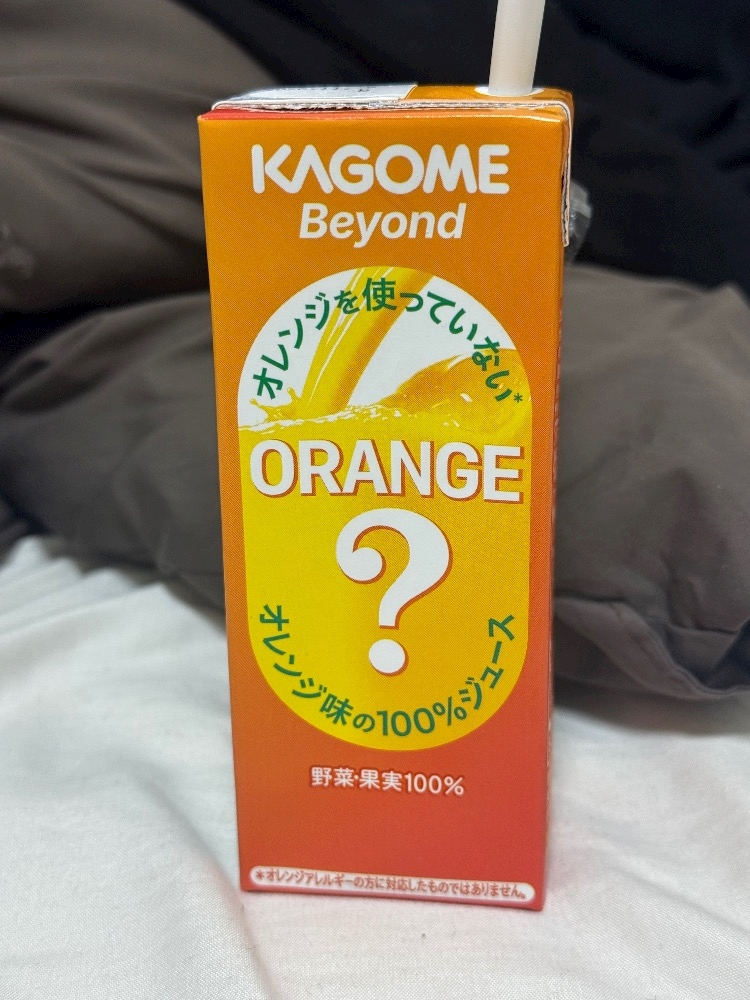 KAGOME
Beyond
オレンジを使っていない*
ORANGE
?
オレンジ味の100%ジュース
野菜・果実100%
*オレンジアレルギーの方に対応したものではありません。